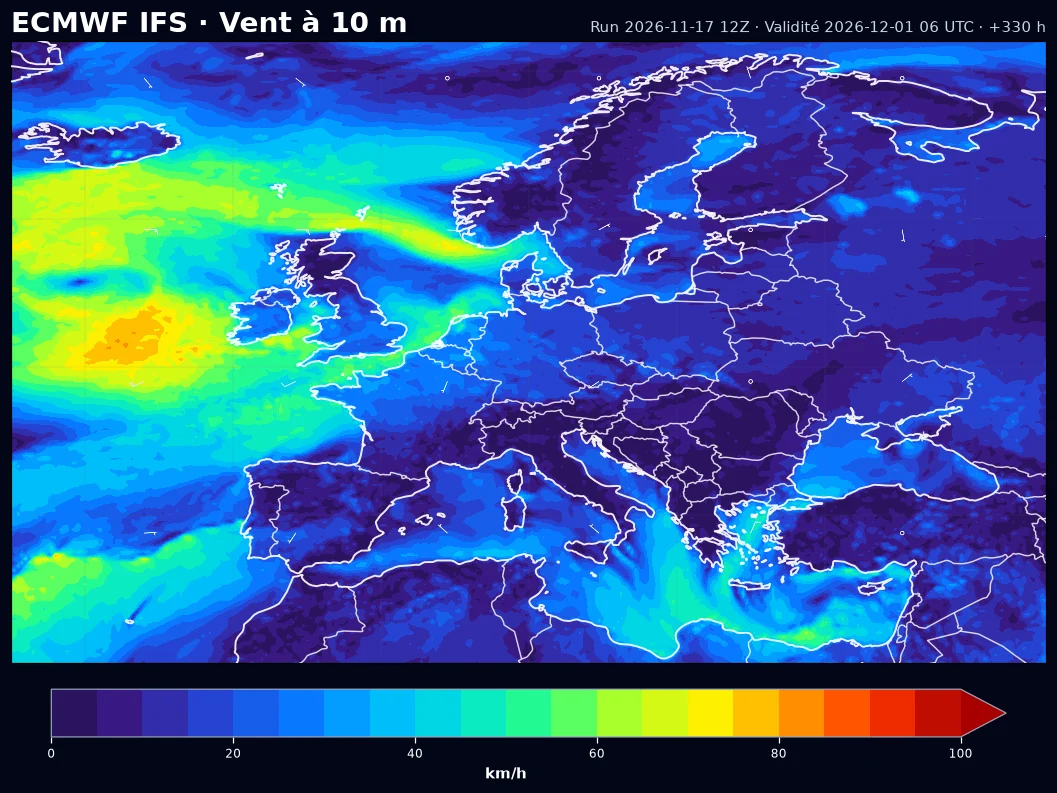 ECMWF IFS · Vent à 10 m
Run 2026-11-17 12Z · Validité 2026-12-01 06 UTC · +330 h
0 20 40 60 80 100
km/h